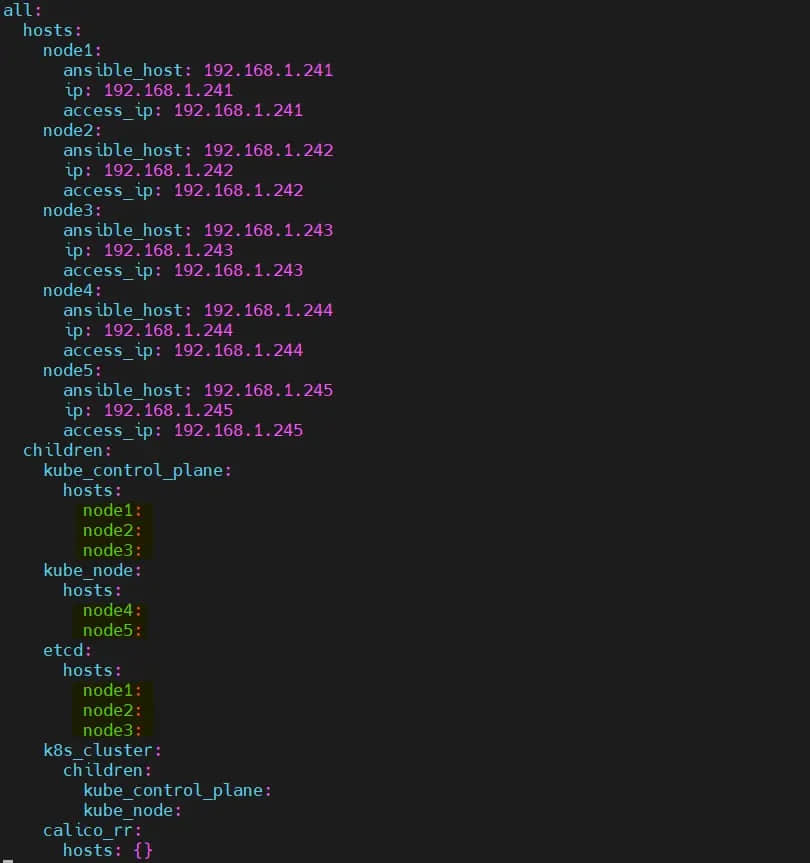 all:
  hosts:
    node1:
      ansible_host: 192.168.1.241
      ip: 192.168.1.241
      access_ip: 192.168.1.241
    node2:
      ansible_host: 192.168.1.242
      ip: 192.168.1.242
      access_ip: 192.168.1.242
    node3:
      ansible_host: 192.168.1.243
      ip: 192.168.1.243
      access_ip: 192.168.1.243
    node4:
      ansible_host: 192.168.1.244
      ip: 192.168.1.244
      access_ip: 192.168.1.244
    node5:
      ansible_host: 192.168.1.245
      ip: 192.168.1.245
      access_ip: 192.168.1.245
  children:
    kube_control_plane:
      hosts:
        node1:
        node2:
        node3:
    kube_node:
      hosts:
        node4:
        node5:
    etcd:
      hosts:
        node1:
        node2:
        node3:
    k8s_cluster:
      children:
        kube_control_plane:
        kube_node:
    calico_rr:
      hosts: {}